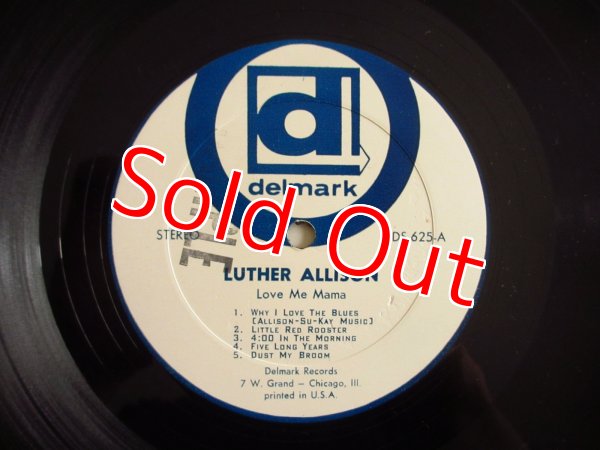 d
delmark
Sold Out
STEREO
DS-625-A
LUTHER ALLISON
Love Me Mama
1. WHY I LOVE THE BLUES
[ALLISON-SU-KAY MUSIC]
2. LITTLE RED ROOSTER
3. 4:00 IN THE MORNING
4. FIVE LONG YEARS
5. DUST MY BROOM
Delmark Records
7 W. Grand — Chicago, Ill.
printed in U.S.A.